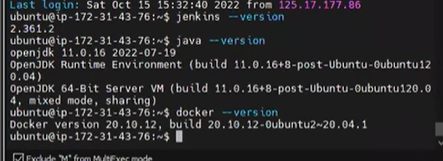 Last login: Sat Oct 15 15:32:40 2022 from 125.17.177.86
ubuntu@ip-172-31-43-76:~$ jenkins --version
2.361.2
ubuntu@ip-172-31-43-76:~$ java --version
openjdk 11.0.16 2022-07-19
OpenJDK Runtime Environment (build 11.0.16+8-post-Ubuntu-0ubuntu12
0.04)
OpenJDK 64-Bit Server VM (build 11.0.16+8-post-Ubuntu-0ubuntu120.0
4, mixed mode, sharing)
ubuntu@ip-172-31-43-76:~$ docker --version
Docker version 20.10.12, build 20.10.12-0ubuntu2~20.04.1
ubuntu@ip-172-31-43-76:~$
Exclude "M" from MultiExec mode